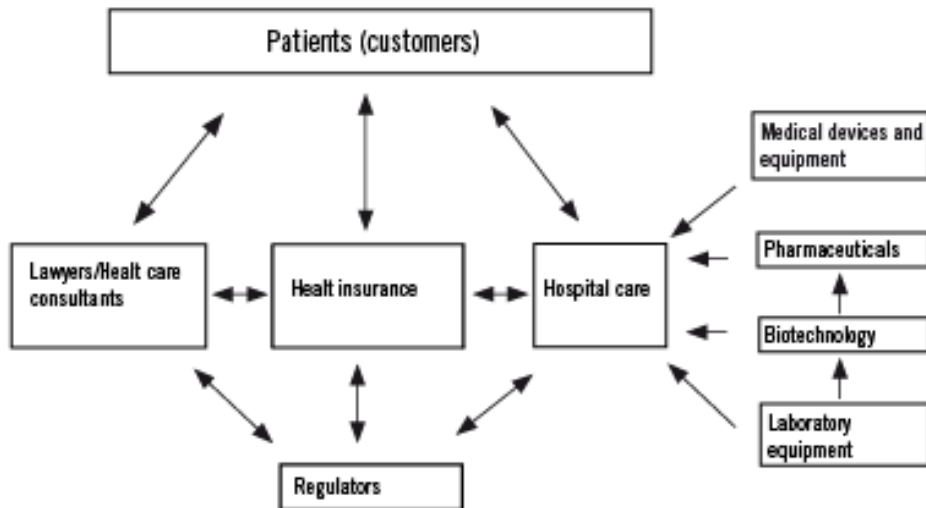 Patients (customers)
Medical devices and
equipment
Lawyers/Healt care
consultants
Healt insurance
Hospital care
Pharmaceuticals
Biotechnology
Laboratory
equipment
Regulators